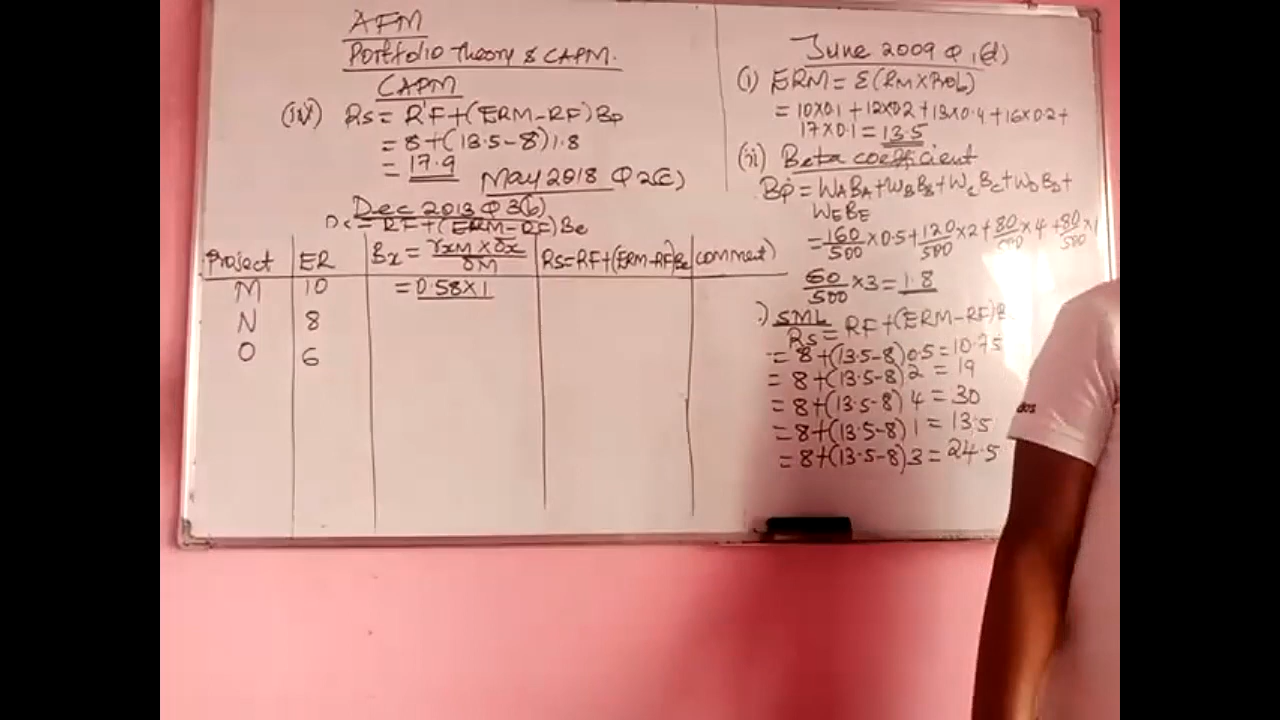 AFM
Portfolio Theory & CAPM.
CAPM
(iv) Rs = RF + (ERM - RF) Bp
= 8 + (13.5 - 8) 1.8
= 17.9
May 2018 Q 2(c)
Dec 2013 Q 3(b)
= RF + (ERM - RF) Be
Project | ER | Bx = rxm x δx / δM | Rs = RF + (ERM - RF) Be | comment
M | 10 | = 0.58 x 1
N | 8
O | 6
June 2009 Q 1(d)
(i) ERM = Σ(RM x Prob)
= 10x0.1 + 12x0.2 + 13x0.4 + 16x0.2 +
17x0.1 = 13.5
(ii) Beta coefficient
Bp = WABA + WBBB + WCBC + WDBD +
WEBE
= 160/500 x 0.5 + 120/500 x 2 + 80/500 x 4 + 80/500 x 1
60/500 x 3 = 1.8
SML
Rs = RF + (ERM - RF) B
= 8 + (13.5 - 8) 0.5 = 10.75
= 8 + (13.5 - 8) 2 = 19
= 8 + (13.5 - 8) 4 = 30
= 8 + (13.5 - 8) 1 = 13.5
= 8 + (13.5 - 8) 3 = 24.5